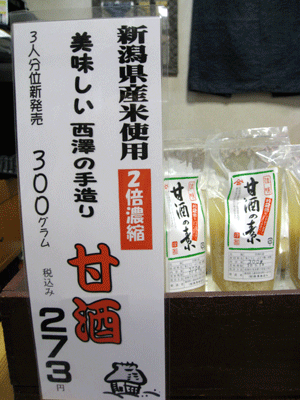 新潟県産米使用
2倍濃縮
美味しい 西澤の手造り
甘酒
3人分位新発売
300グラム
税込み
273円
甘酒の素
甘酒の素